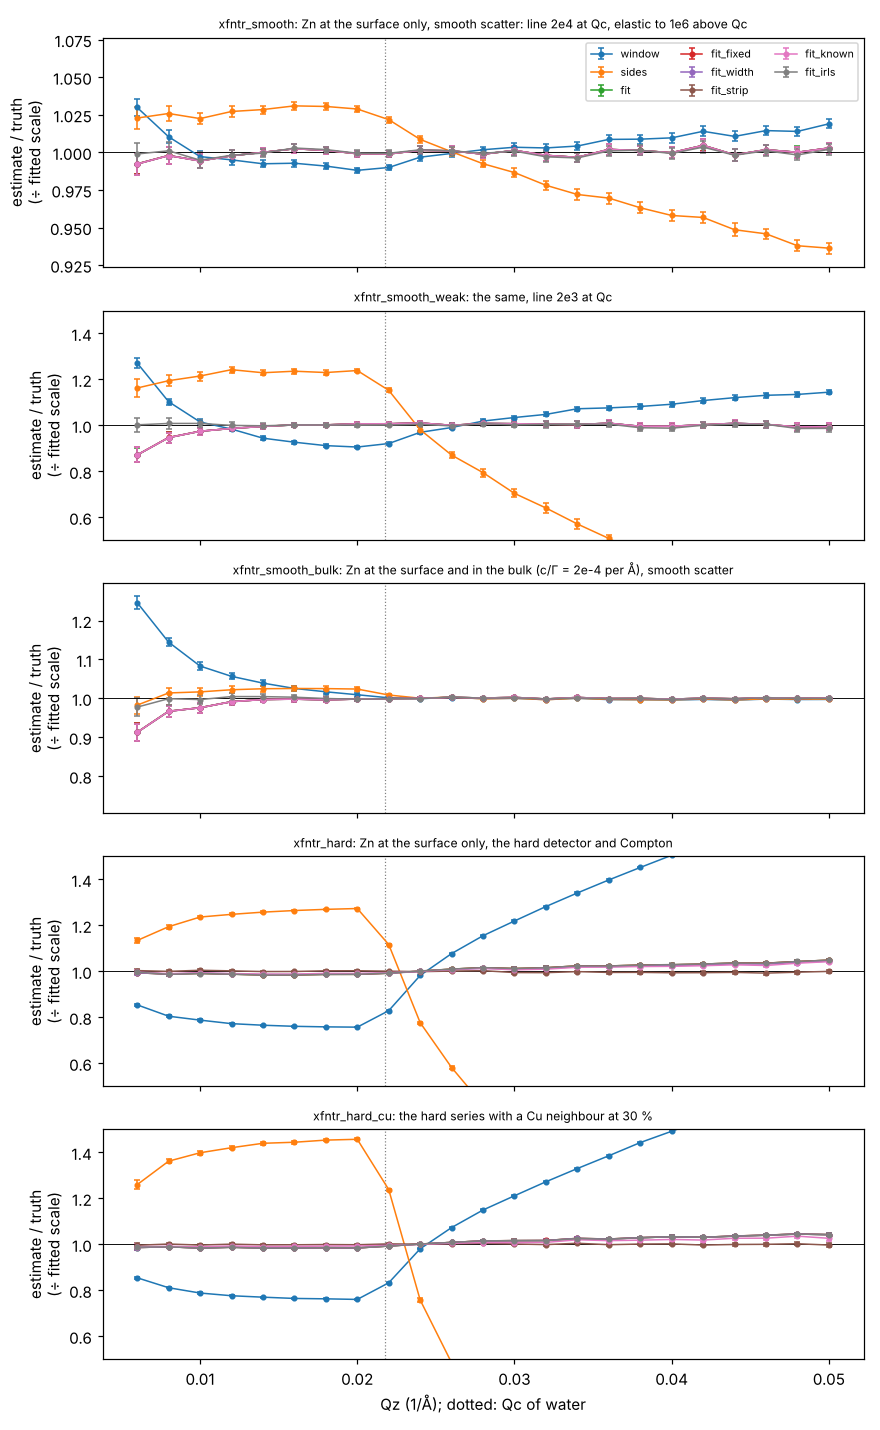 xfntr_smooth: Zn at the surface only, smooth scatter: line 2e4 at Qc, elastic to 1e6 above Qc
window
sides
fit
fit_fixed
fit_width
fit_strip
fit_known
fit_irls
1.075
1.050
1.025
1.000
0.975
0.950
0.925
estimate / truth
(÷ fitted scale)
xfntr_smooth_weak: the same, line 2e3 at Qc
1.4
1.2
1.0
0.8
0.6
estimate / truth
(÷ fitted scale)
xfntr_smooth_bulk: Zn at the surface and in the bulk (c/Γ = 2e-4 per Å), smooth scatter
1.2
1.1
1.0
0.9
0.8
estimate / truth
(÷ fitted scale)
xfntr_hard: Zn at the surface only, the hard detector and Compton
1.4
1.2
1.0
0.8
0.6
estimate / truth
(÷ fitted scale)
xfntr_hard_cu: the hard series with a Cu neighbour at 30 %
1.4
1.2
1.0
0.8
0.6
estimate / truth
(÷ fitted scale)
0.01 0.02 0.03 0.04 0.05
Qz (1/Å); dotted: Qc of water